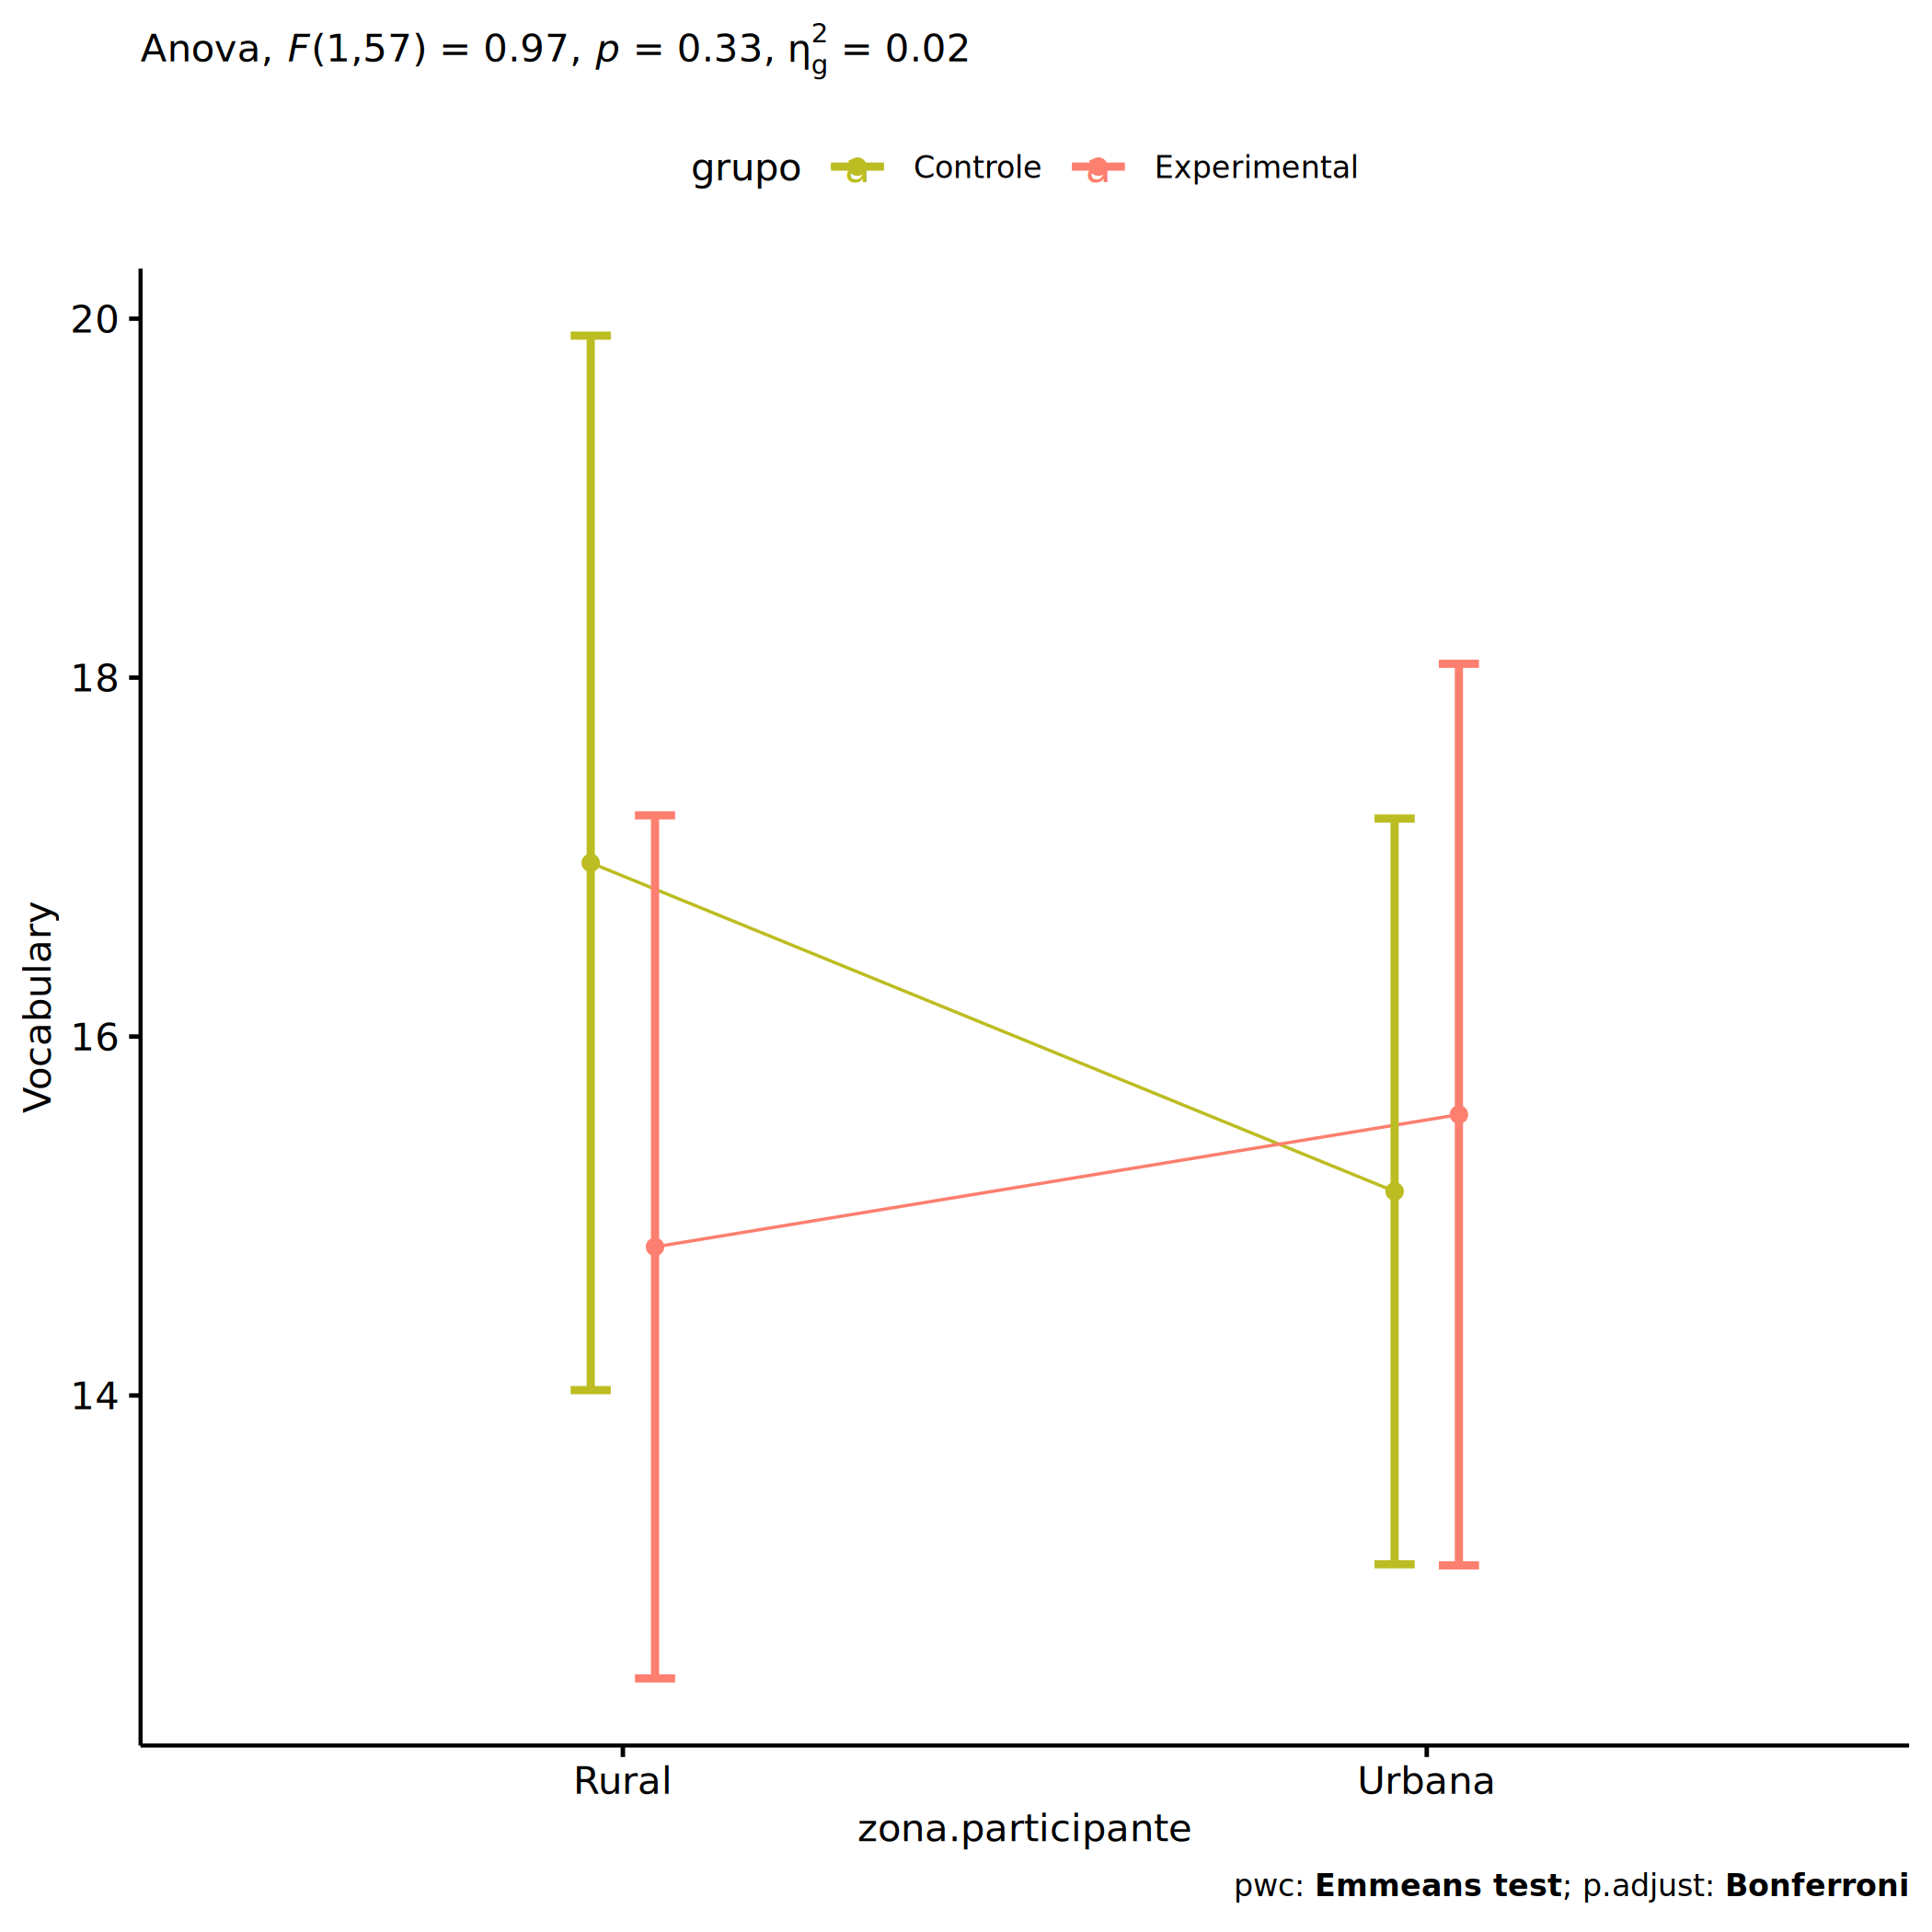 Anova, F(1,57) = 0.97, p = 0.33, η²g = 0.02
grupo a Controle a Experimental
20
18
16
14
Vocabulary
Rural Urbana
zona.participante
pwc: Emmeans test; p.adjust: Bonferroni